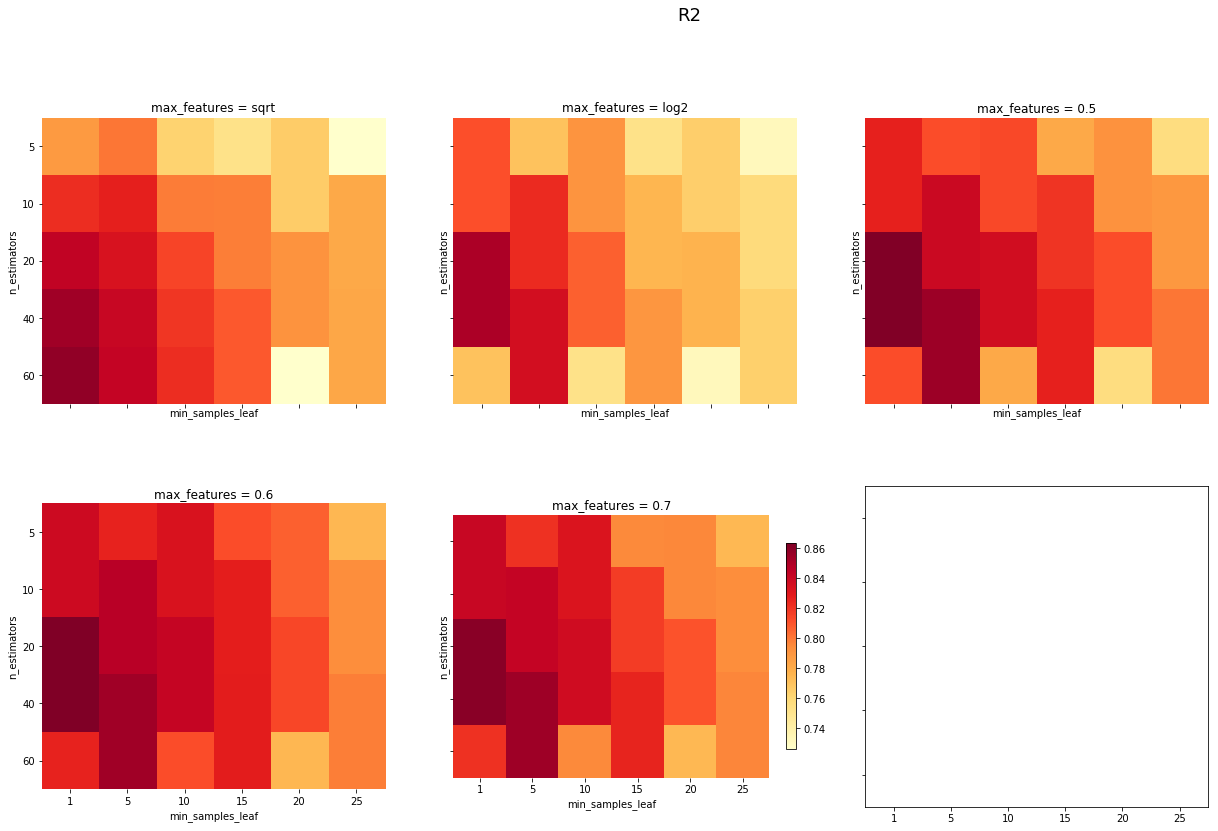 R2
max_features = sqrt
max_features = log2
max_features = 0.5
n_estimators
5
10
20
40
60
min_samples_leaf
n_estimators
min_samples_leaf
n_estimators
min_samples_leaf
max_features = 0.6
n_estimators
5
10
20
40
60
1 5 10 15 20 25
min_samples_leaf
max_features = 0.7
n_estimators
1 5 10 15 20 25
min_samples_leaf
0.86
0.84
0.82
0.80
0.78
0.76
0.74
1 5 10 15 20 25